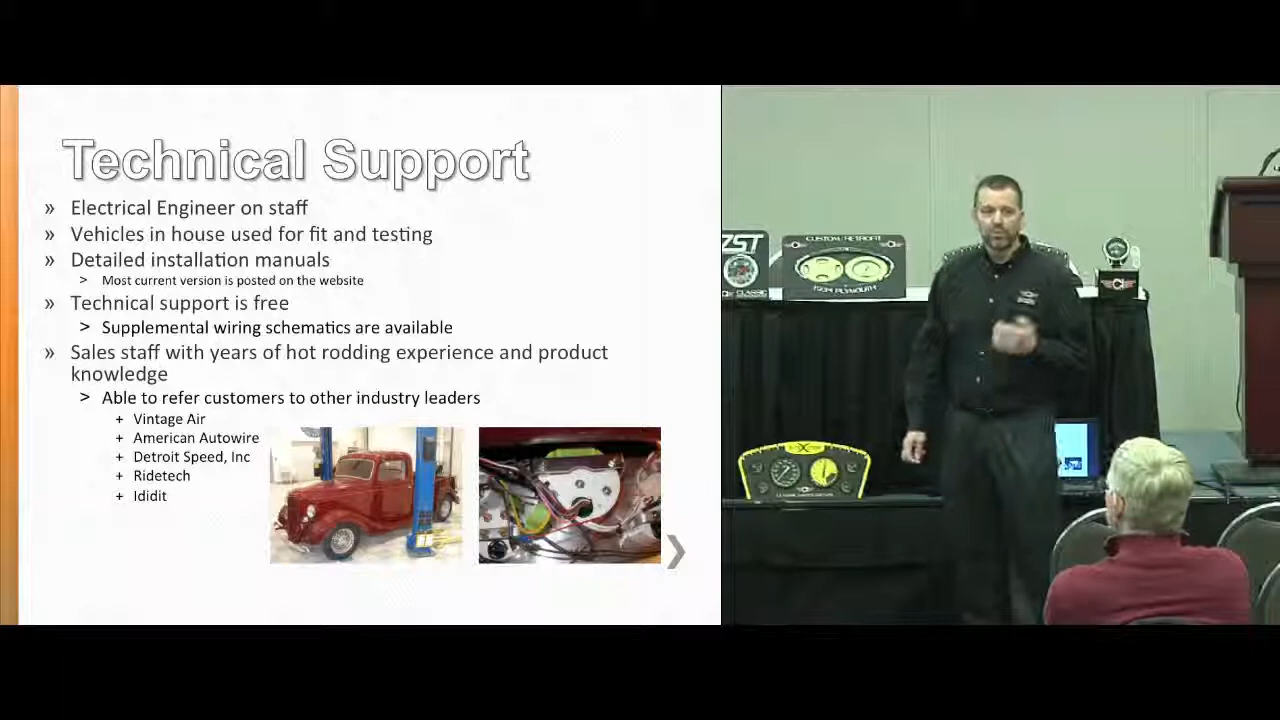 Technical Support
» Electrical Engineer on staff
» Vehicles in house used for fit and testing
» Detailed installation manuals
> Most current version is posted on the website
» Technical support is free
> Supplemental wiring schematics are available
» Sales staff with years of hot rodding experience and product
knowledge
> Able to refer customers to other industry leaders
+ Vintage Air
+ American Autowire
+ Detroit Speed, Inc
+ Ridetech
+ Ididit
ZST
CLASSIC
CUSTOM/RETROFIT
1934 PLYMOUTH
CI